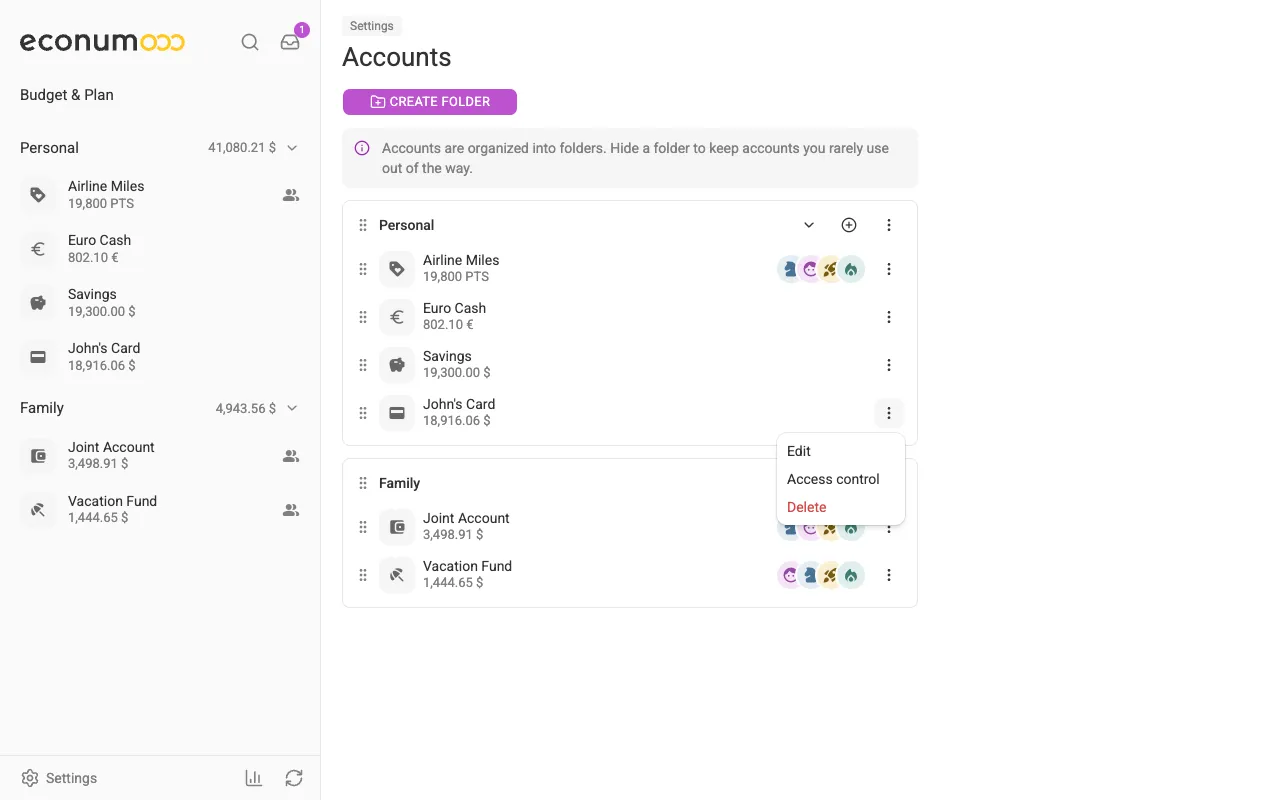 econumo
1
Budget & Plan
Personal 41,080.21 $
Airline Miles
19,800 PTS
Euro Cash
802.10 €
Savings
19,300.00 $
John's Card
18,916.06 $
Family 4,943.56 $
Joint Account
3,498.91 $
Vacation Fund
1,444.65 $
Settings
Settings
Accounts
CREATE FOLDER
Accounts are organized into folders. Hide a folder to keep accounts you rarely use
out of the way.
Personal
Airline Miles
19,800 PTS
Euro Cash
802.10 €
Savings
19,300.00 $
John's Card
18,916.06 $
Edit
Access control
Delete
Family
Joint Account
3,498.91 $
Vacation Fund
1,444.65 $